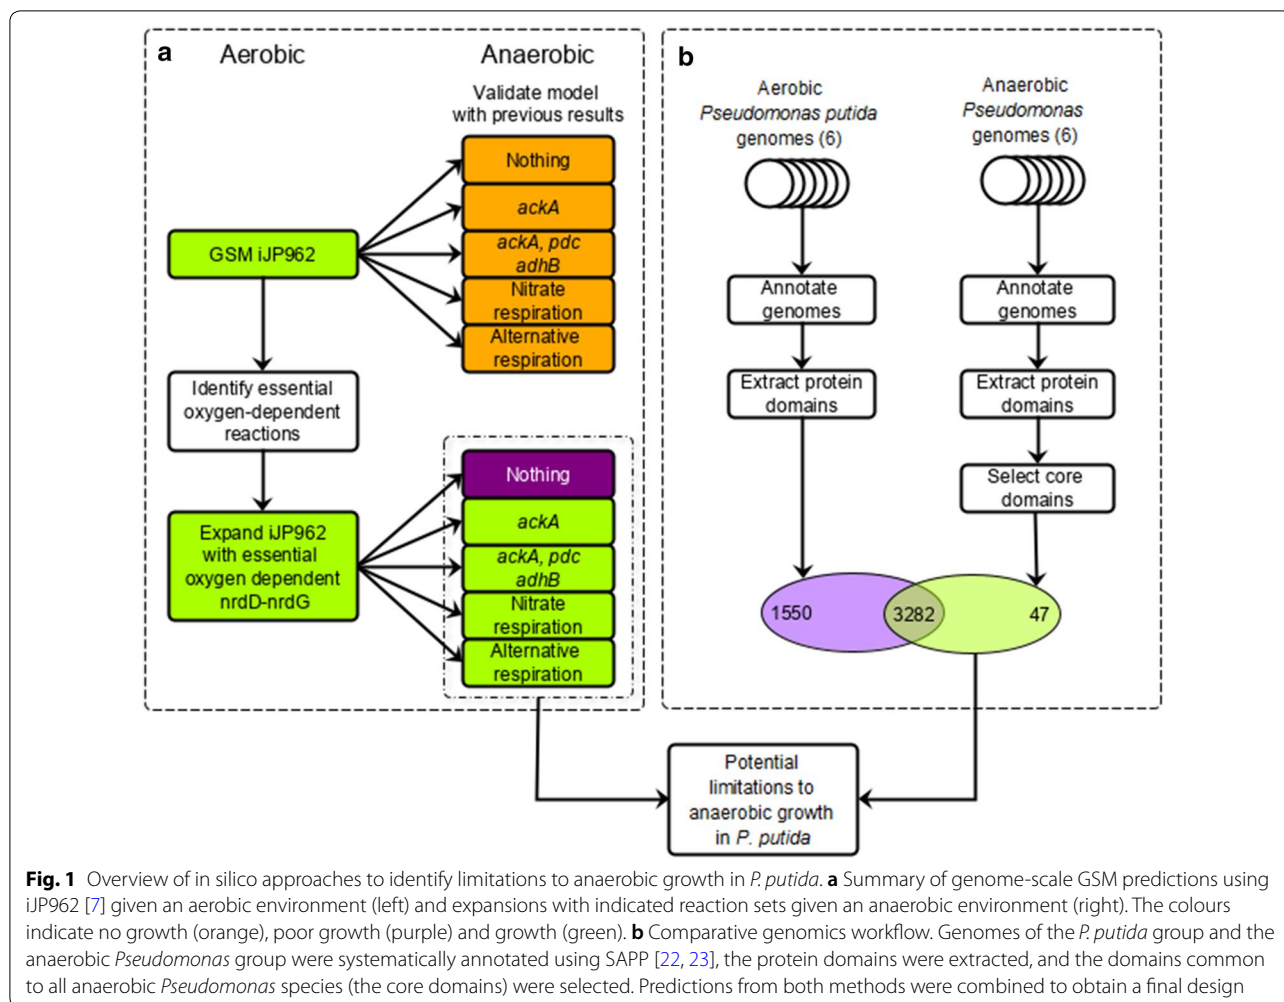 a
Aerobic
Anaerobic
Validate model
with previous results
Nothing
ackA
ackA, pdc
adhB
Nitrate
respiration
Alternative
respiration
GSM iJP962
Identify essential
oxygen-dependent
reactions
Expand iJP962
with essential
oxygen dependent
nrdD-nrdG
Nothing
ackA
ackA, pdc
adhB
Nitrate
respiration
Alternative
respiration
b
Aerobic
Pseudomonas putida
genomes (6)
Anaerobic
Pseudomonas
genomes (6)
Annotate
genomes
Annotate
genomes
Extract protein
domains
Extract protein
domains
Select core
domains
1550
3282
47
Potential
limitations to
anaerobic growth
in P. putida
Fig. 1 Overview of in silico approaches to identify limitations to anaerobic growth in P. putida. a Summary of genome-scale GSM predictions using
iJP962 [7] given an aerobic environment (left) and expansions with indicated reaction sets given an anaerobic environment (right). The colours
indicate no growth (orange), poor growth (purple) and growth (green). b Comparative genomics workflow. Genomes of the P. putida group and the
anaerobic Pseudomonas group were systematically annotated using SAPP [22, 23], the protein domains were extracted, and the domains common
to all anaerobic Pseudomonas species (the core domains) were selected. Predictions from both methods were combined to obtain a final design